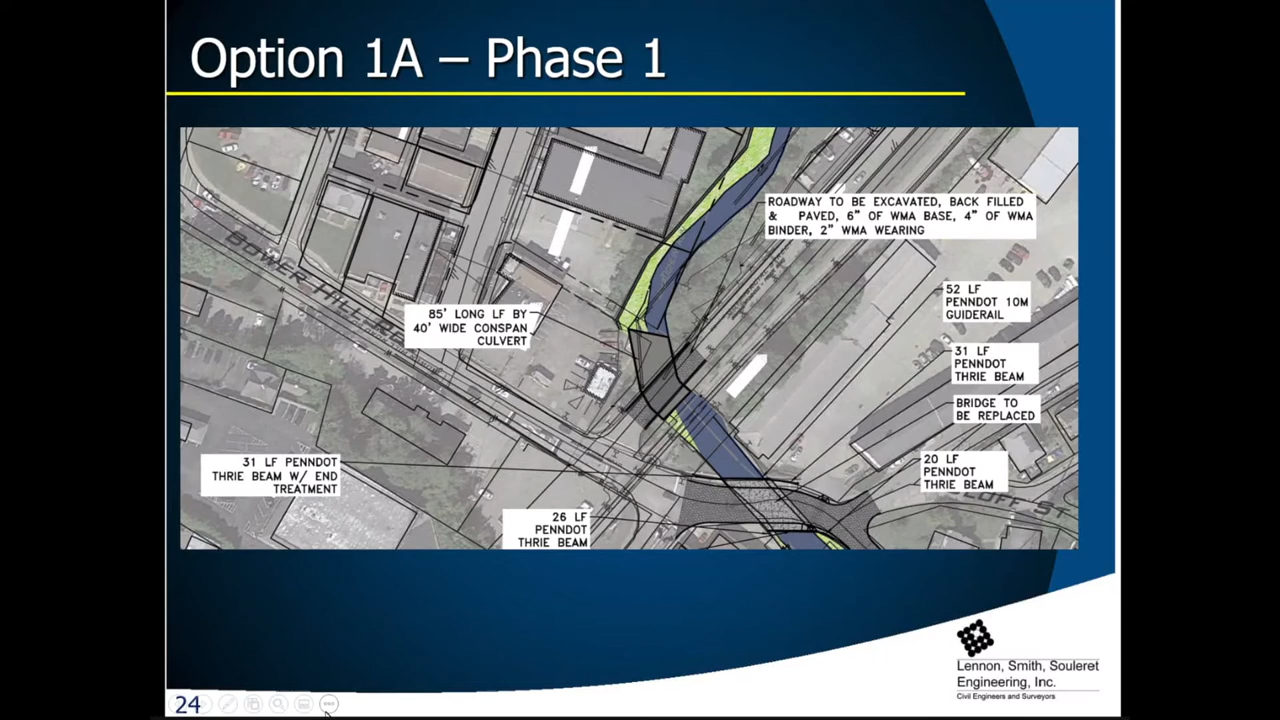 Option 1A – Phase 1
ROADWAY TO BE EXCAVATED, BACK FILLED
& PAVED, 6" OF WMA BASE, 4" OF WMA
BINDER, 2" WMA WEARING
BOWER HILL
52 LF
PENNDOT 10M
GUIDERAIL
85' LONG LF BY
40' WIDE CONSPAN
CULVERT
31 LF
PENNDOT
THRIE BEAM
BRIDGE TO
BE REPLACED
31 LF PENNDOT
THRIE BEAM W/ END
TREATMENT
20 LF
PENNDOT
THRIE BEAM
26 LF
PENNDOT
THRIE BEAM
ST
Lennon, Smith, Souleret
Engineering, Inc.
Civil Engineers and Surveyors
24